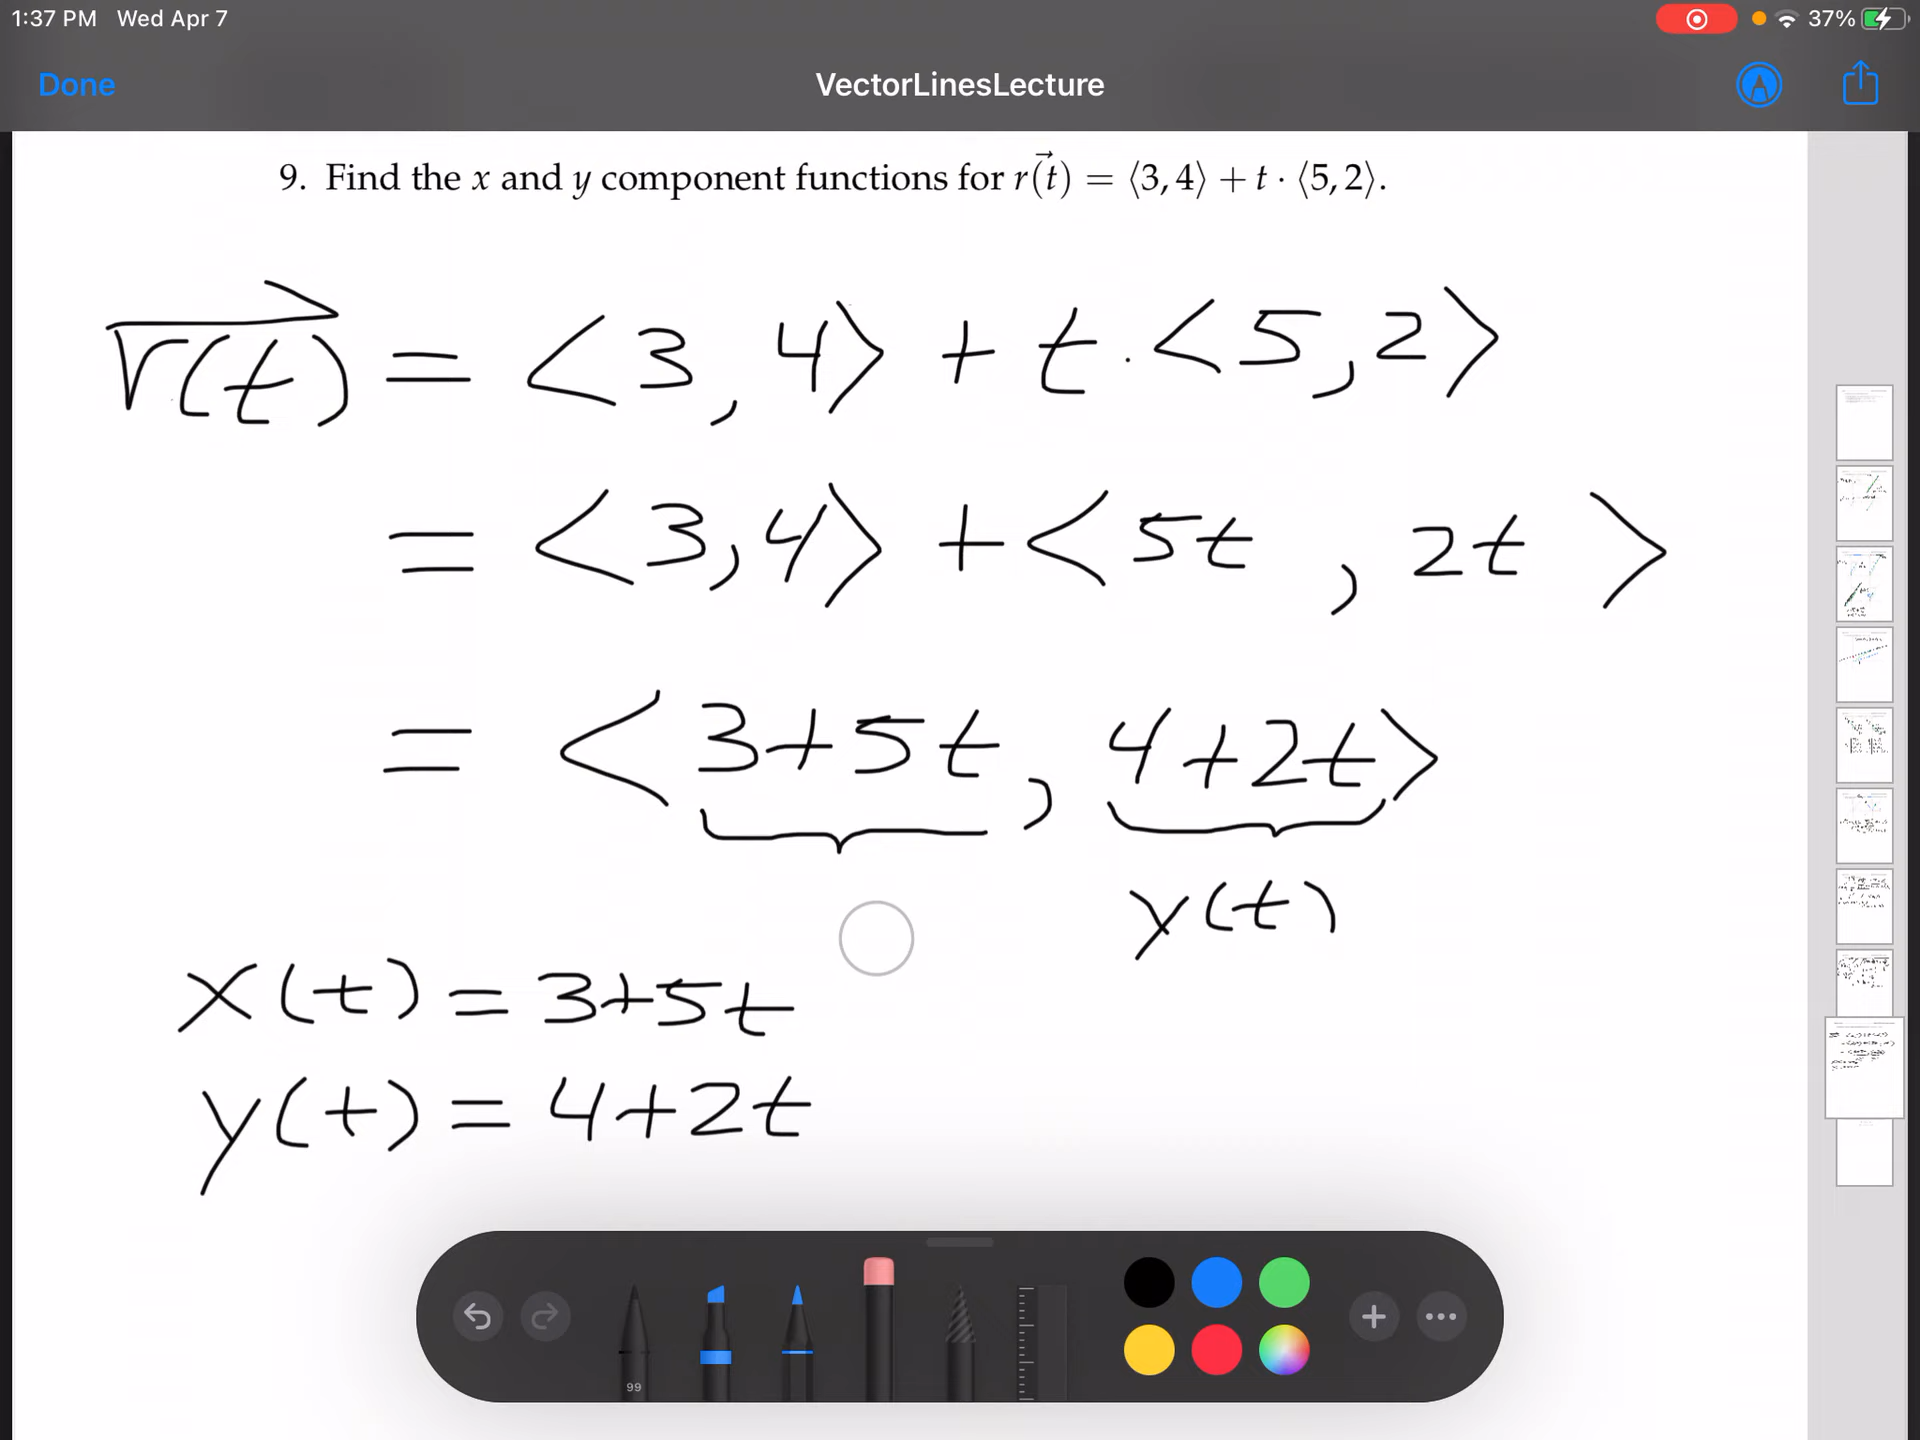 1:37 PM Wed Apr 7 37%
Done VectorLinesLecture
9. Find the x and y component functions for r⃗(t) = ⟨3, 4⟩ + t · ⟨5, 2⟩.
r(t) = <3, 4> + t · <5, 2>
= <3, 4> + <5t, 2t>
= <3+5t, 4+2t>
y(t)
x(t) = 3+5t
y(t) = 4+2t
99